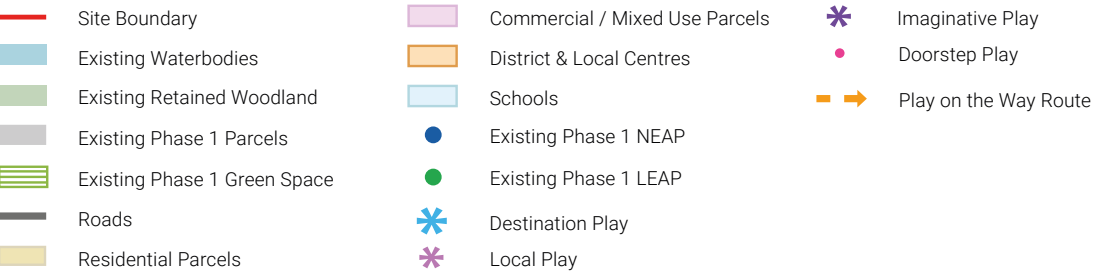 Site Boundary
Existing Waterbodies
Existing Retained Woodland
Existing Phase 1 Parcels
Existing Phase 1 Green Space
Roads
Residential Parcels
Commercial / Mixed Use Parcels
District & Local Centres
Schools
Existing Phase 1 NEAP
Existing Phase 1 LEAP
Destination Play
Local Play
Imaginative Play
Doorstep Play
Play on the Way Route